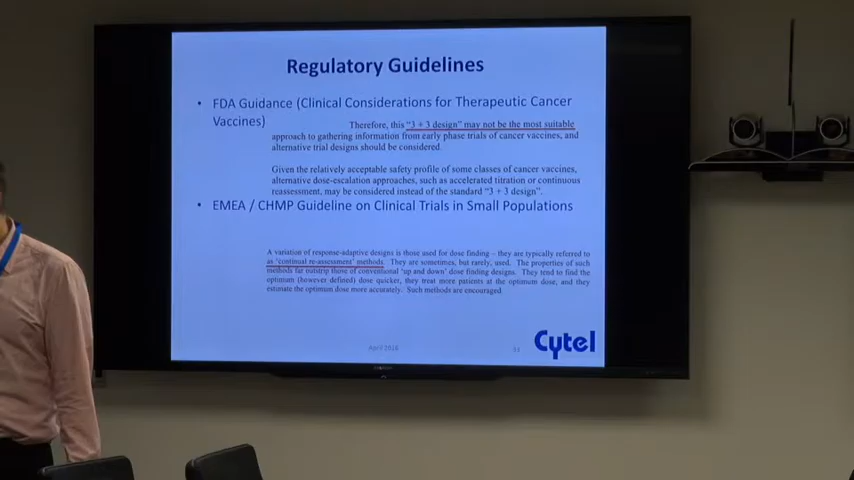 Regulatory Guidelines
• FDA Guidance (Clinical Considerations for Therapeutic Cancer
Vaccines)
Therefore, this "3 + 3 design" may not be the most suitable
approach to gathering information from early phase trials of cancer vaccines, and
alternative trial designs should be considered.
Given the relatively acceptable safety profile of some classes of cancer vaccines,
alternative dose-escalation approaches, such as accelerated titration or continuous
reassessment, may be considered instead of the standard "3 + 3 design".
• EMEA / CHMP Guideline on Clinical Trials in Small Populations
A variation of response-adaptive designs is those used for dose finding – they are typically referred to
as 'continual re-assessment' methods. They are sometimes, but rarely, used. The properties of such
methods far outstrip those of conventional 'up and down' dose finding designs. They tend to find the
optimum (however defined) dose quicker, they treat more patients at the optimum dose, and they
estimate the optimum dose more accurately. Such methods are encouraged.
April 2016
Cytel